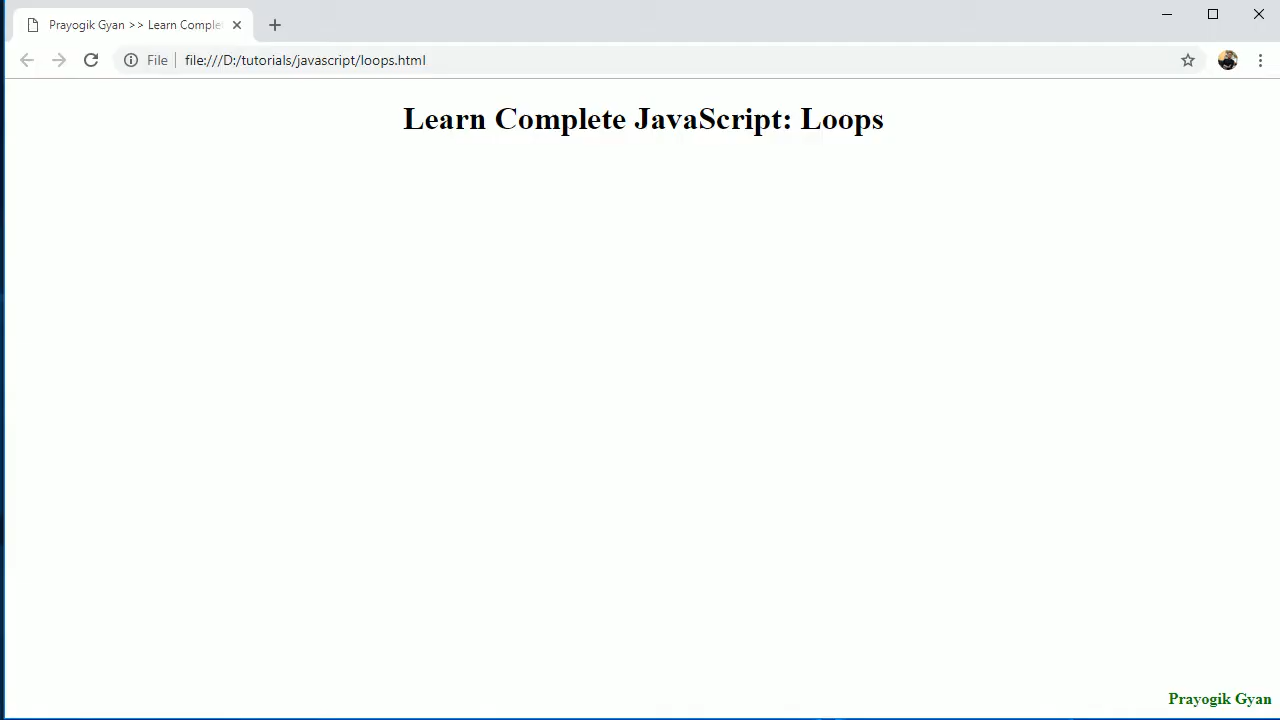 Prayogik Gyan >> Learn Comple
File
file:///D:/tutorials/javascript/loops.html
Learn Complete JavaScript: Loops
Prayogik Gyan